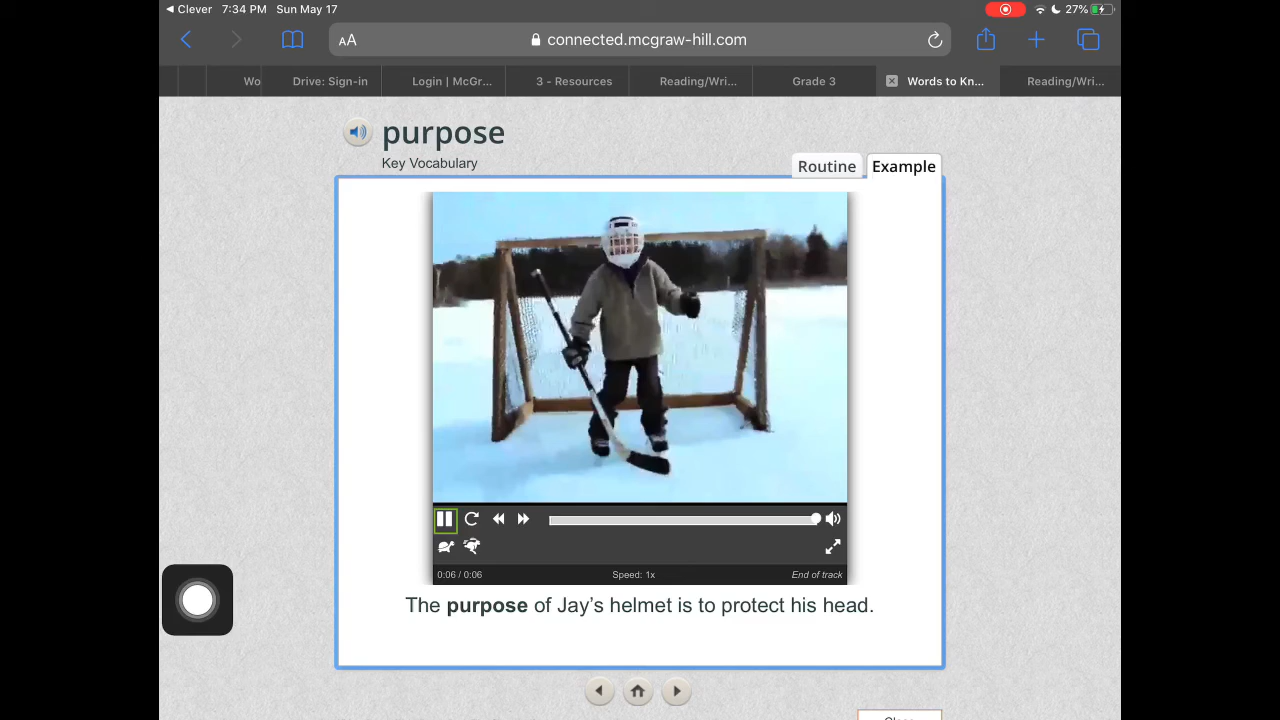 Clever 7:34 PM Sun May 17 27%
AA connected.mcgraw-hill.com
Wo Drive: Sign-in Login | McGr... 3 - Resources Reading/Wri... Grade 3 Words to Kn... Reading/Wri...
purpose
Key Vocabulary
Routine Example
0:06 / 0:06 Speed: 1x End of track
The purpose of Jay's helmet is to protect his head.